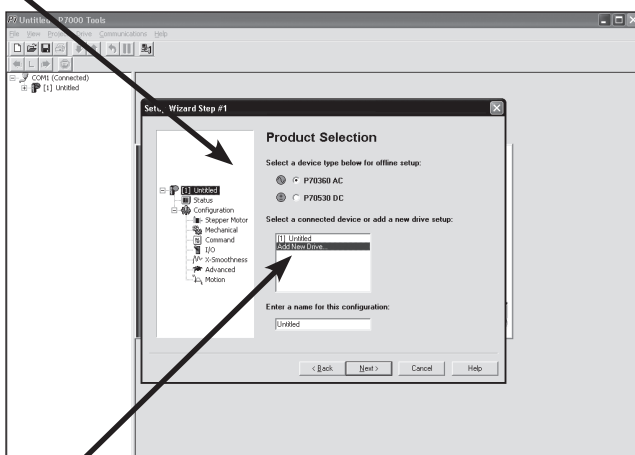 Untitled - P7000 Tools
File View Project Drive Communications Help
COM1 (Connected)
[1] Untitled
Setup Wizard Step #1
Product Selection
Select a device type below for offline setup:
P70360 AC
P70530 DC
[1] Untitled
Status
Configuration
Stepper Motor
Mechanical
Command
I/O
X-Smoothness
Advanced
Motion
Select a connected device or add a new drive setup:
[1] Untitled
Add New Drive...
Enter a name for this configuration:
Untitled
< Back Next > Cancel Help